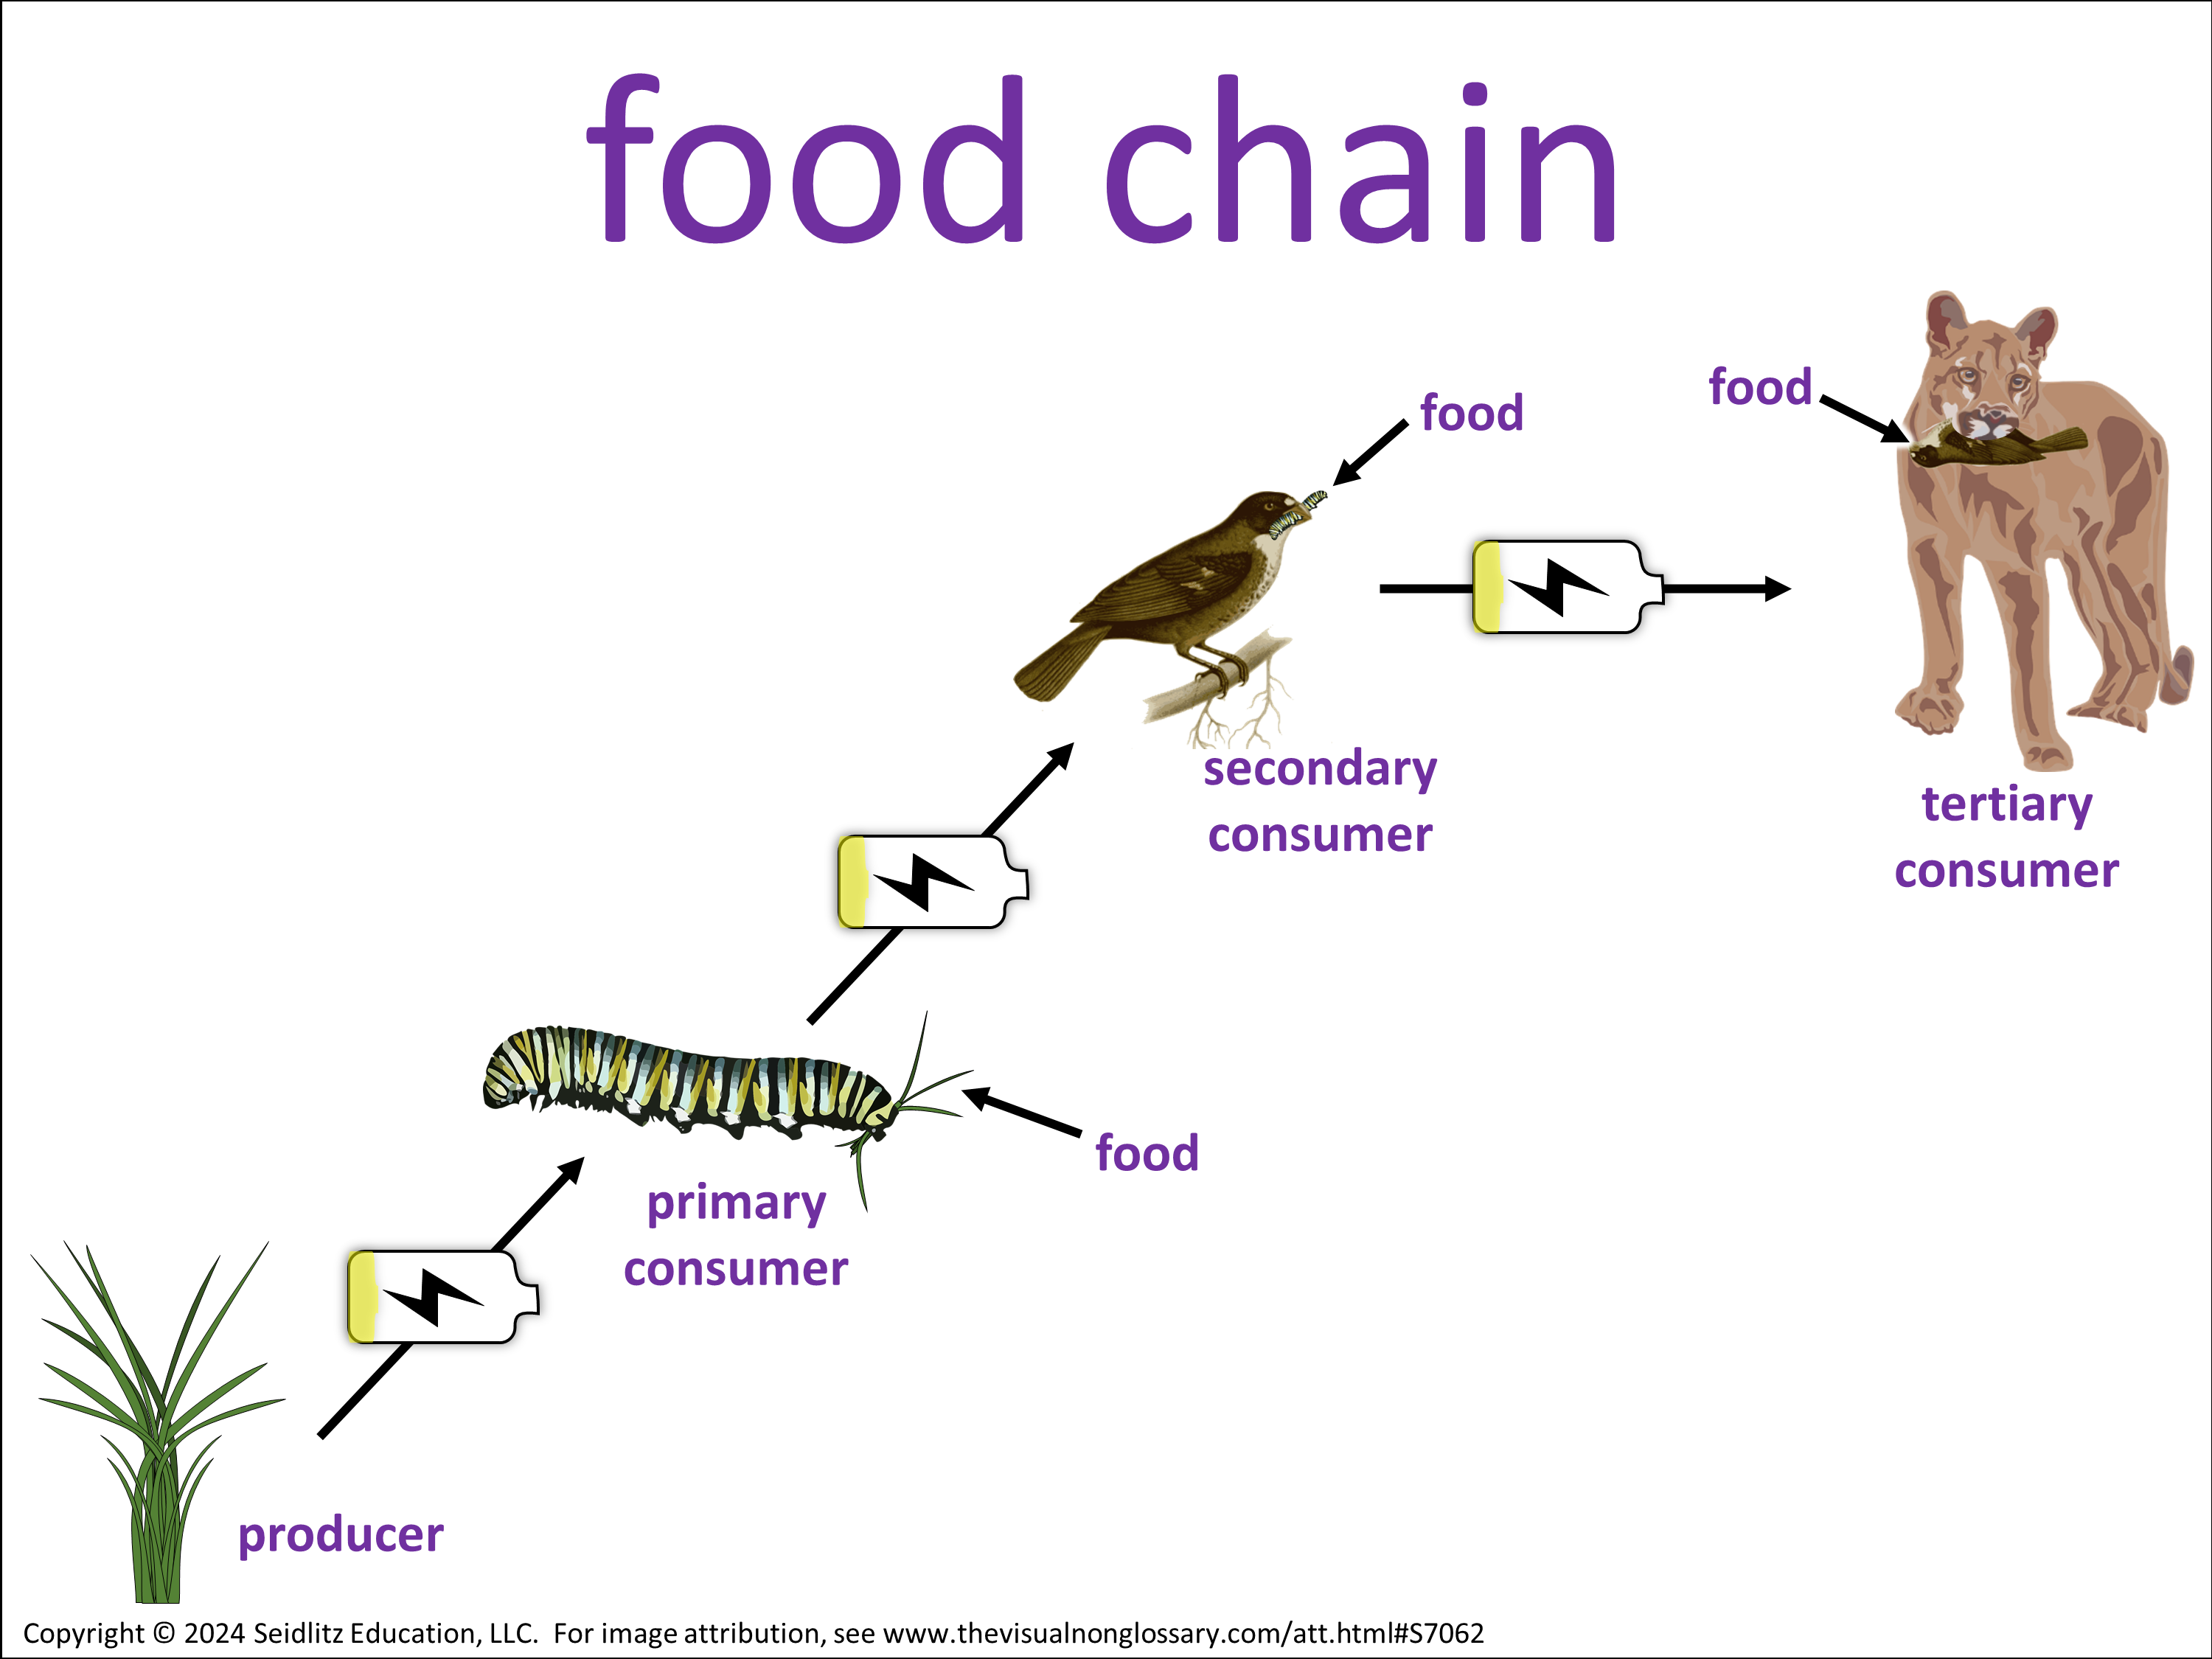 food chain
food
food
secondary
consumer
tertiary
consumer
food
primary
consumer
producer
Copyright © 2024 Seidlitz Education, LLC.  For image attribution, see www.thevisualnonglossary.com/att.html#S7062